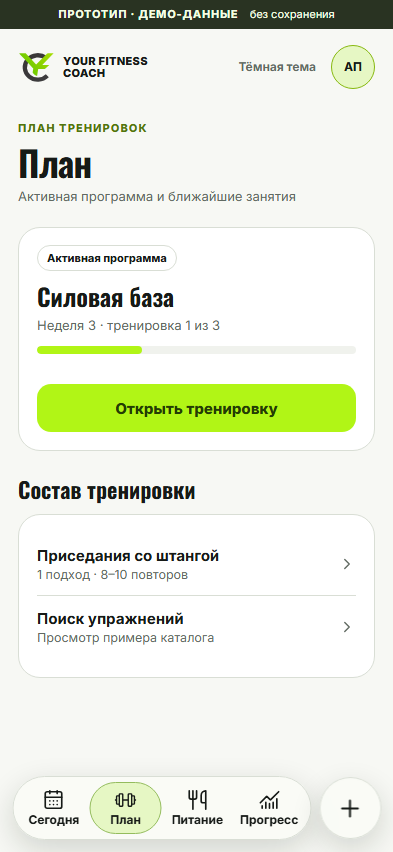 ПРОТОТИП · ДЕМО-ДАННЫЕ без сохранения
YOUR FITNESS
COACH
Тёмная тема
АП
ПЛАН ТРЕНИРОВОК
План
Активная программа и ближайшие занятия
Активная программа
Силовая база
Неделя 3 · тренировка 1 из 3
Открыть тренировку
Состав тренировки
Приседания со штангой
1 подход · 8–10 повторов
Поиск упражнений
Просмотр примера каталога
Сегодня
План
Питание
Прогресс